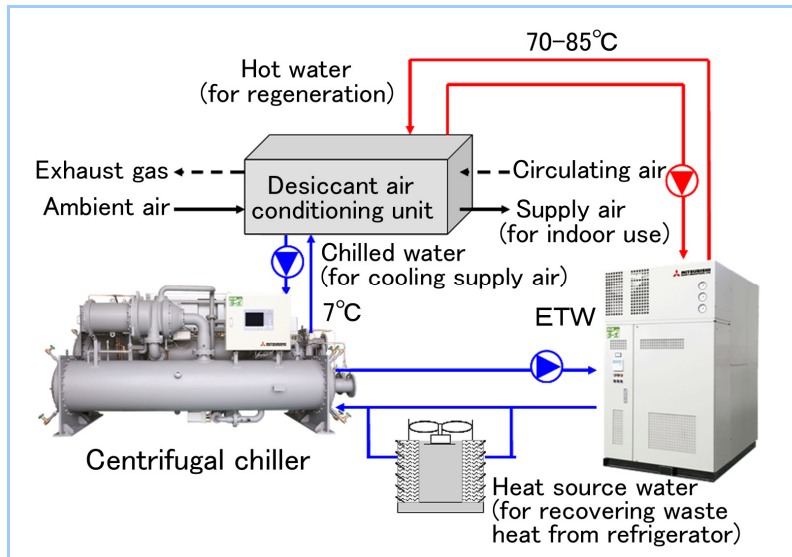 70-85℃
Hot water
(for regeneration)
Exhaust gas
Circulating air
Desiccant air
conditioning unit
Ambient air
Supply air
(for indoor use)
Chilled water
(for cooling supply air)
7℃
ETW
MITSUBISHI
MITSUBISHI
Centrifugal chiller
Heat source water
(for recovering waste
heat from refrigerator)